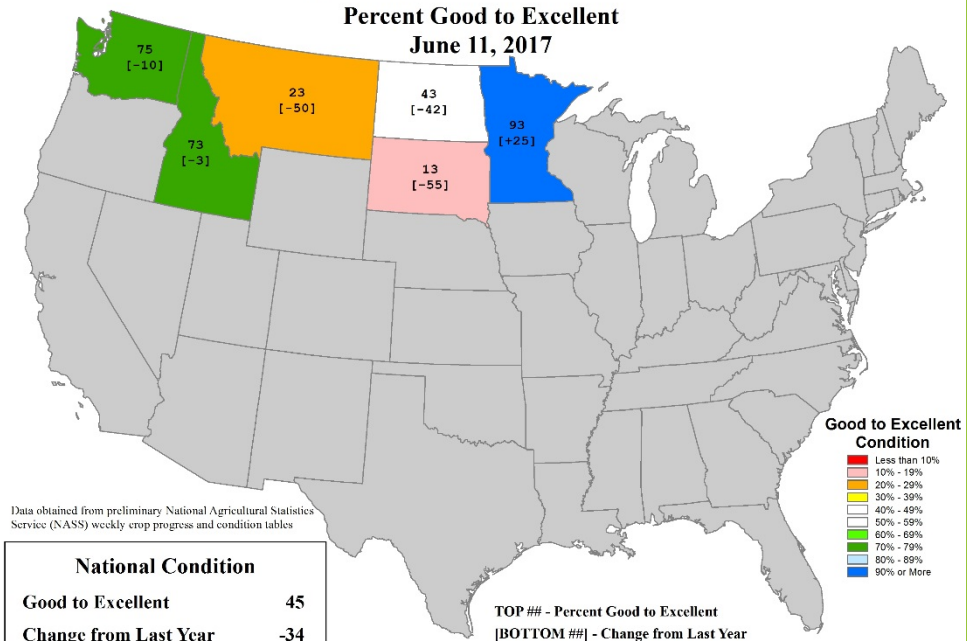 Percent Good to Excellent
June 11, 2017
75
[-10]
23
[-50]
43
[-42]
93
[+25]
73
[-3]
13
[-55]
Good to Excellent
Condition
Less than 10%
10% - 19%
20% - 29%
30% - 39%
40% - 49%
50% - 59%
60% - 69%
70% - 79%
80% - 89%
90% or More
Data obtained from preliminary National Agricultural Statistics
Service (NASS) weekly crop progress and condition tables
National Condition
Good to Excellent 45
Change from Last Year -34
TOP ## - Percent Good to Excellent
[BOTTOM ##] - Change from Last Year